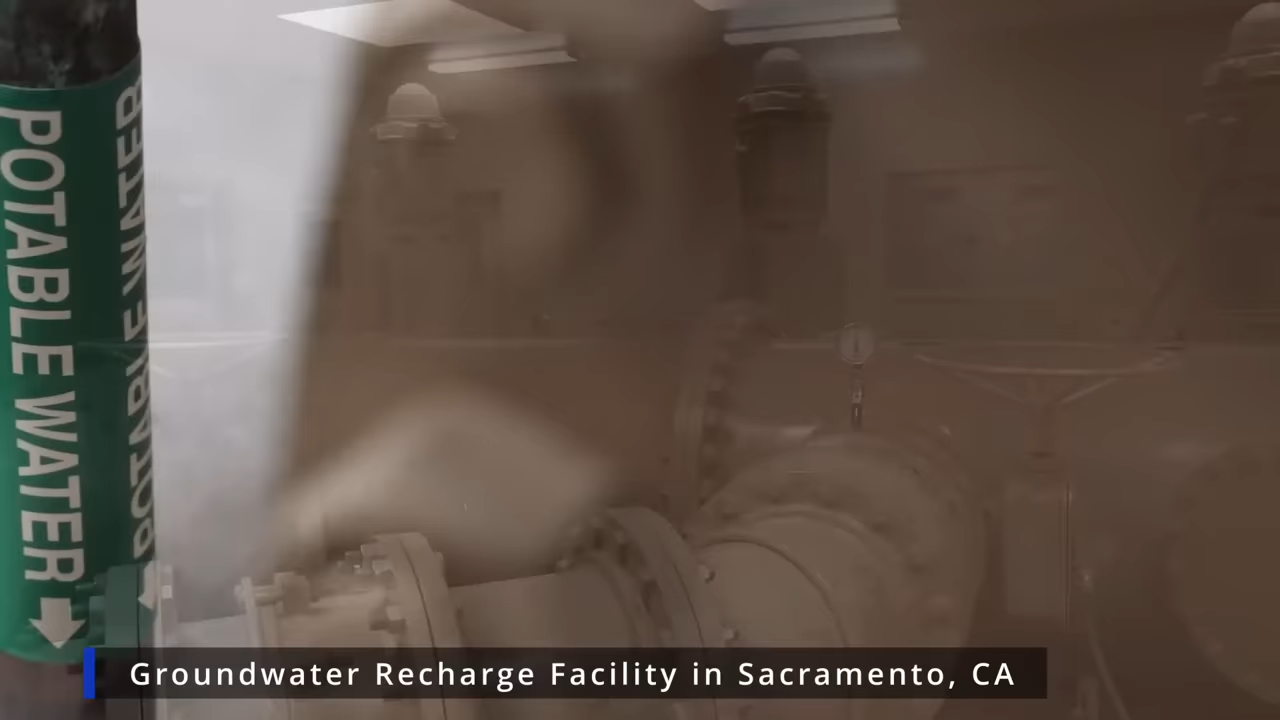 POTABLE WATER
POTABLE WATER
Groundwater Recharge Facility in Sacramento, CA